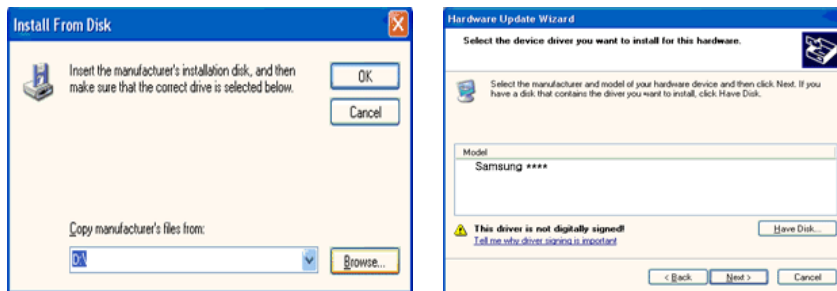 Install From Disk
Insert the manufacturer's installation disk, and then
make sure that the correct drive is selected below.
OK
Cancel
Copy manufacturer's files from:
D:\
Browse...
Hardware Update Wizard
Select the device driver you want to install for this hardware.
Select the manufacturer and model of your hardware device and then click Next. If you
have a disk that contains the driver you want to install, click Have Disk.
Model
Samsung ****
This driver is not digitally signed!
Tell me why driver signing is important
Have Disk...
< Back
Next >
Cancel